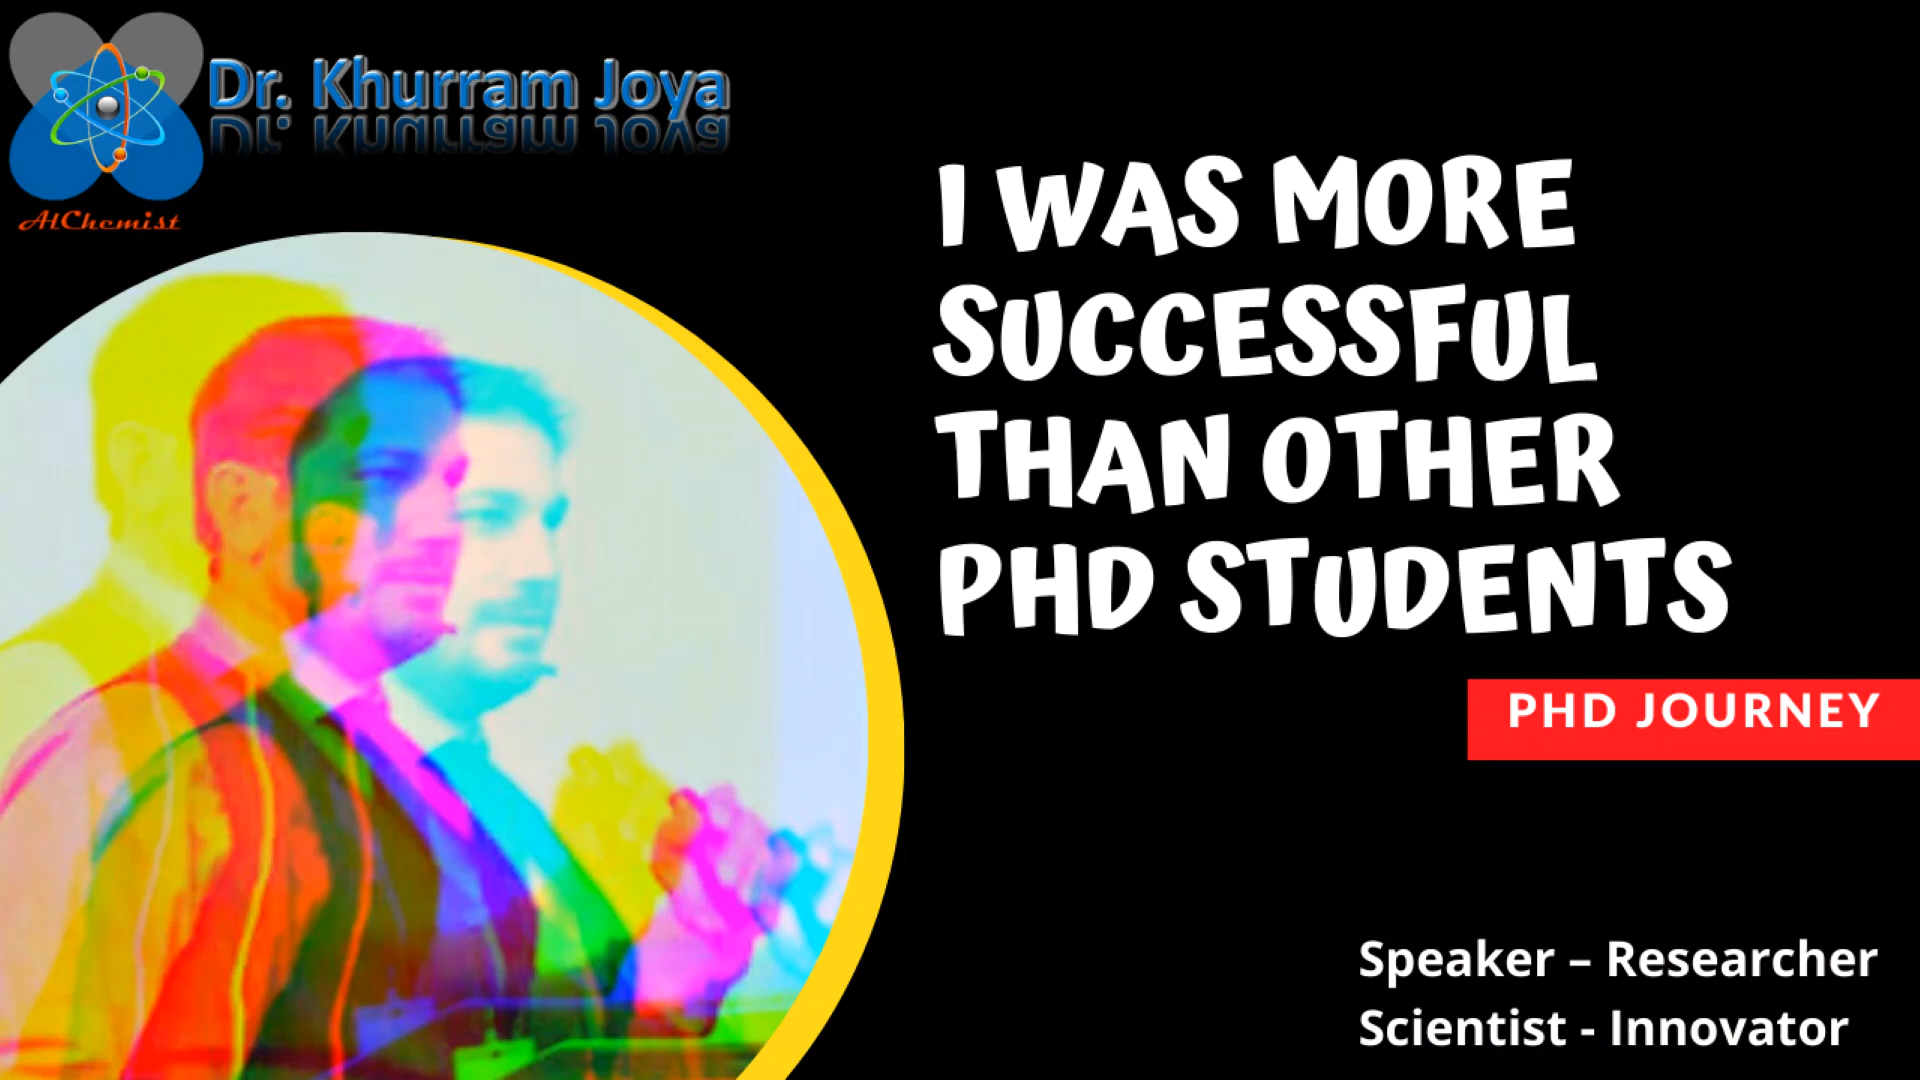 Dr. Khurram Joya
AlChemist
I WAS MORE
SUCCESSFUL
THAN OTHER
PHD STUDENTS
PHD JOURNEY
Speaker – Researcher
Scientist - Innovator